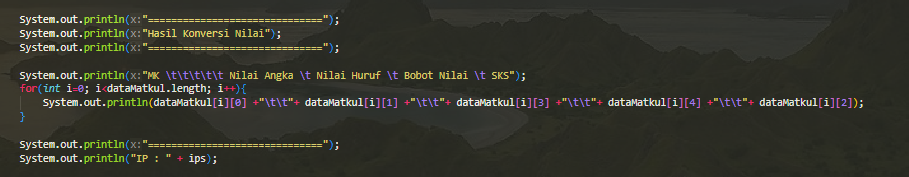 System.out.println(x:"==============================");
System.out.println(x:"Hasil Konversi Nilai");
System.out.println(x:"==============================");
System.out.println(x:"MK \t\t\t\t\t Nilai Angka \t Nilai Huruf \t Bobot Nilai \t SKS");
for(int i=0; i<dataMatkul.length; i++){
System.out.println(dataMatkul[i][0] +"\t\t"+ dataMatkul[i][1] +"\t\t"+ dataMatkul[i][3] +"\t\t"+ dataMatkul[i][4] +"\t\t"+ dataMatkul[i][2]);
}
System.out.println(x:"==============================");
System.out.println("IP : " + ips);